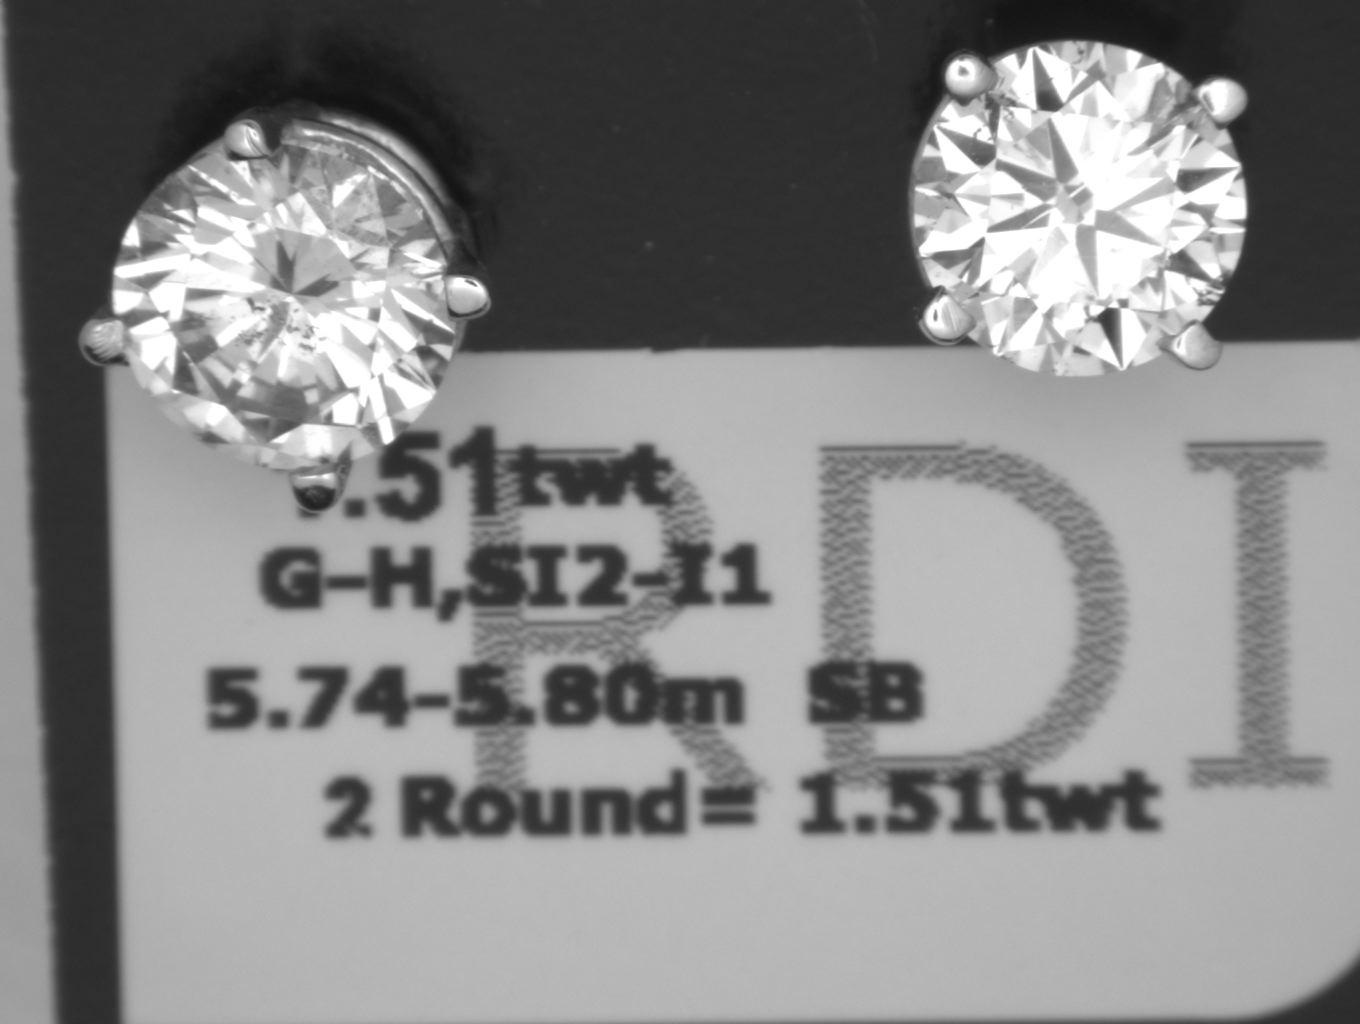 .51twt
G-H,SI2-I1
5.74-5.80m SB
2 Round= 1.51twt
RDI